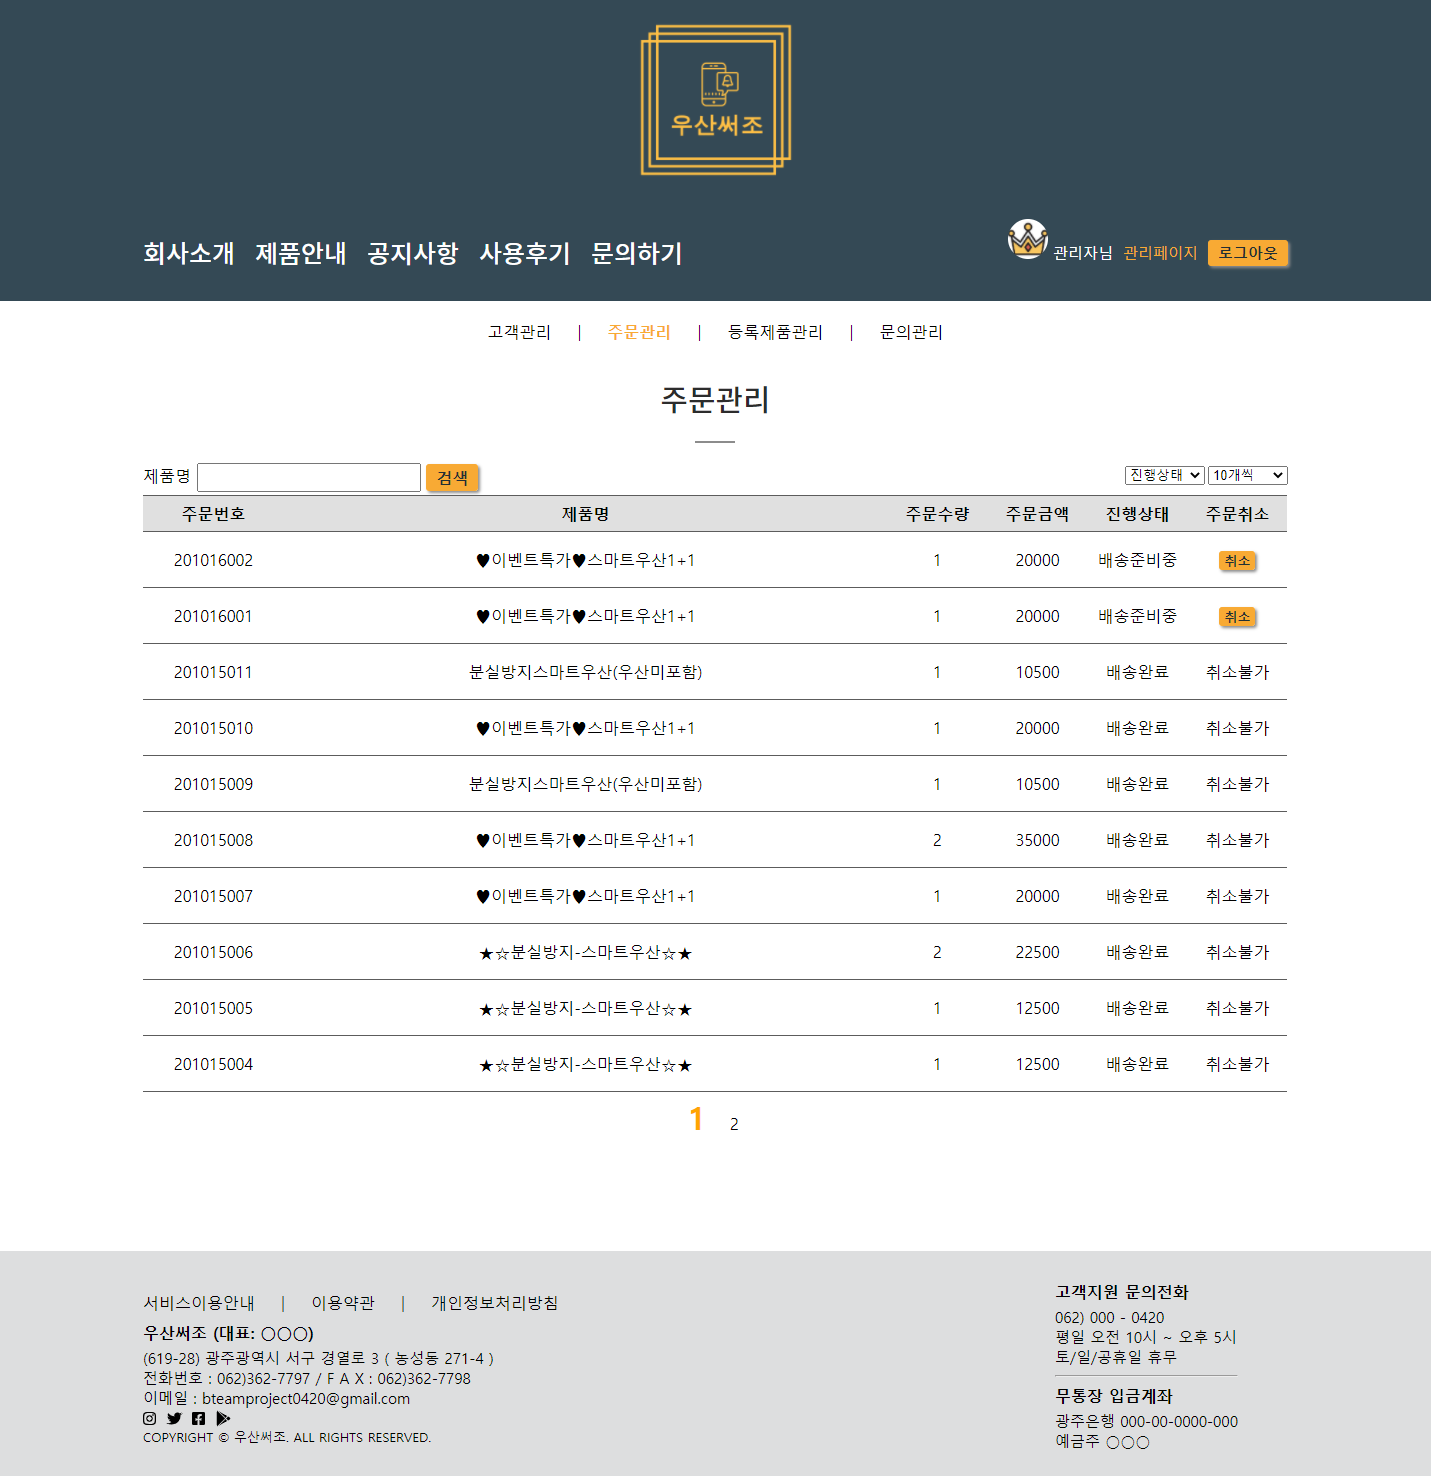 우산써조
회사소개 제품안내 공지사항 사용후기 문의하기
관리자님 관리페이지 로그아웃
고객관리 | 주문관리 | 등록제품관리 | 문의관리
주문관리
제품명 검색 진행상태 10개씩
주문번호 제품명 주문수량 주문금액 진행상태 주문취소
201016002 ♥이벤트특가♥스마트우산1+1 1 20000 배송준비중 취소
201016001 ♥이벤트특가♥스마트우산1+1 1 20000 배송준비중 취소
201015011 분실방지스마트우산(우산미포함) 1 10500 배송완료 취소불가
201015010 ♥이벤트특가♥스마트우산1+1 1 20000 배송완료 취소불가
201015009 분실방지스마트우산(우산미포함) 1 10500 배송완료 취소불가
201015008 ♥이벤트특가♥스마트우산1+1 2 35000 배송완료 취소불가
201015007 ♥이벤트특가♥스마트우산1+1 1 20000 배송완료 취소불가
201015006 ★☆분실방지-스마트우산☆★ 2 22500 배송완료 취소불가
201015005 ★☆분실방지-스마트우산☆★ 1 12500 배송완료 취소불가
201015004 ★☆분실방지-스마트우산☆★ 1 12500 배송완료 취소불가
1 2
서비스이용안내 | 이용약관 | 개인정보처리방침
우산써조 (대표: ○○○)
(619-28) 광주광역시 서구 경열로 3 ( 농성동 271-4 )
전화번호 : 062)362-7797 / F A X : 062)362-7798
이메일 : bteamproject0420@gmail.com
COPYRIGHT © 우산써조. ALL RIGHTS RESERVED.
고객지원 문의전화
062) 000 - 0420
평일 오전 10시 ~ 오후 5시
토/일/공휴일 휴무
무통장 입금계좌
광주은행 000-00-0000-000
예금주 ○○○